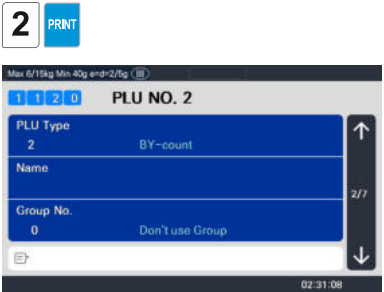 2 PRINT
Max 6/15kg Min 40g e=d=2/5g (III)
1 1 2 0 PLU NO. 2
PLU Type
2 BY-count
Name
2/7
Group No.
0 Don't use Group
02:31:08